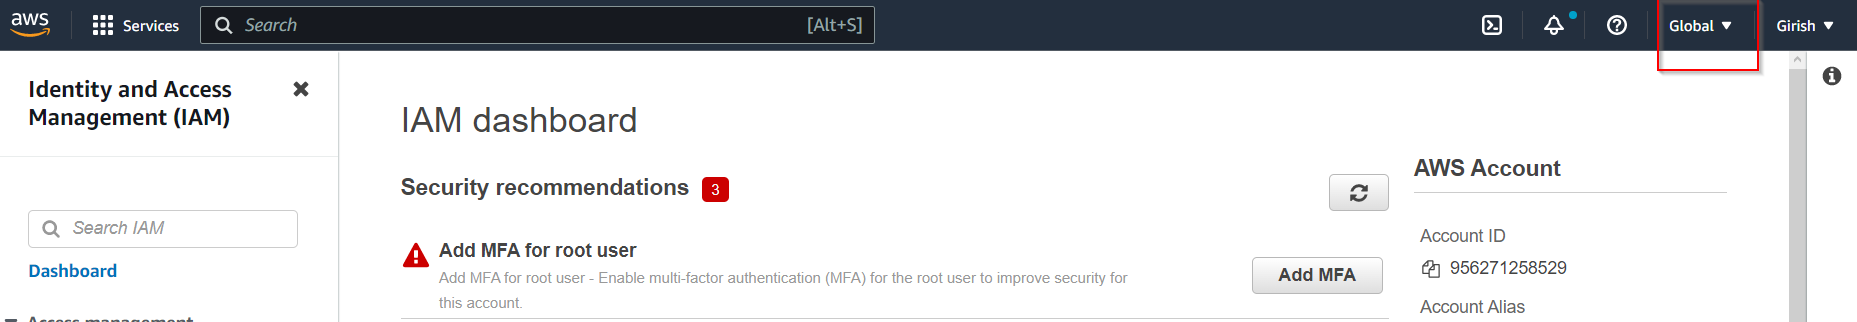 aws
Services
Search
[Alt+S]
Global
Girish
Identity and Access
Management (IAM)
Search IAM
Dashboard
Access management
IAM dashboard
Security recommendations 3
Add MFA for root user
Add MFA for root user - Enable multi-factor authentication (MFA) for the root user to improve security for
this account.
Add MFA
AWS Account
Account ID
956271258529
Account Alias